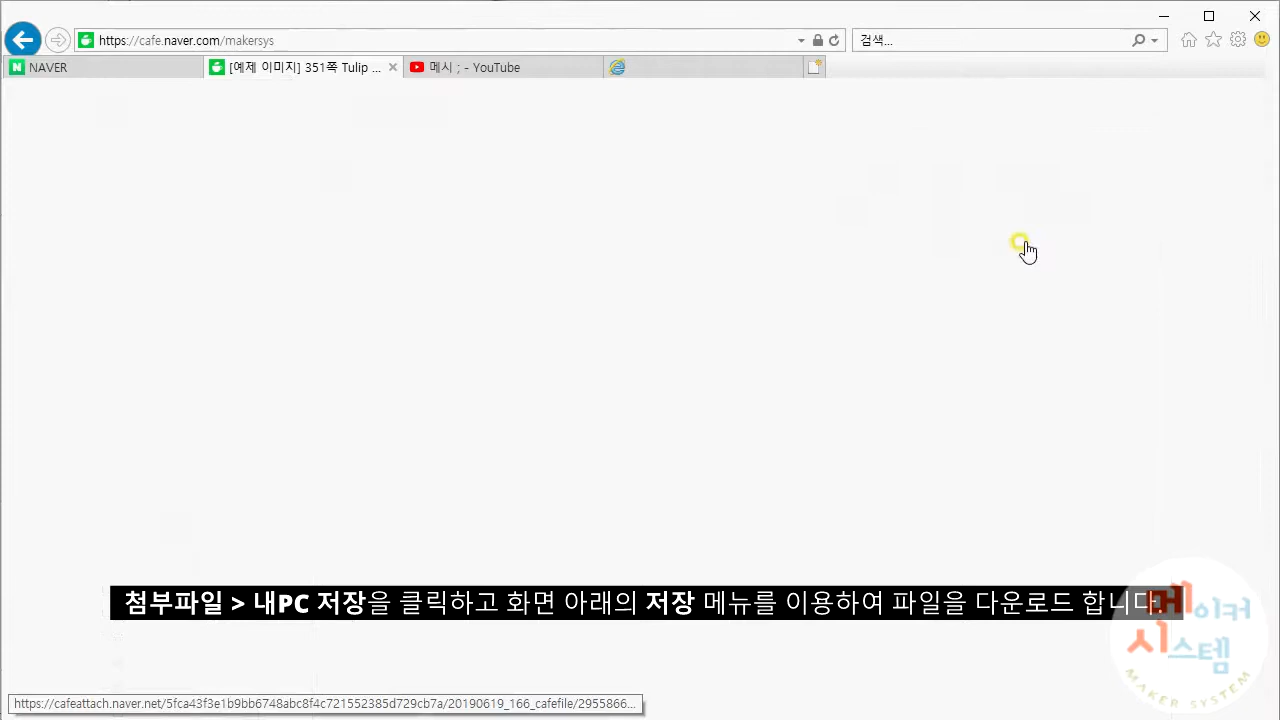 https://cafe.naver.com/makersys
검색...
NAVER
[예제 이미지] 351쪽 Tulip ...
메시 ; - YouTube
첨부파일 > 내PC 저장을 클릭하고 화면 아래의 저장 메뉴를 이용하여 파일을 다운로드 합니다.
메이커
시스템
MAKER SYSTEM
https://cafeattach.naver.net/5fca43f3e1b9bb6748abc8f4c721552385d729cb7a/20190619_166_cafefile/2955866...